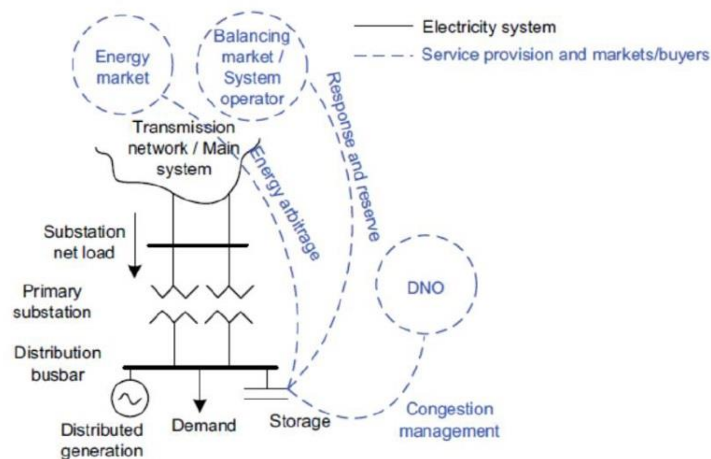 Energy
market
Balancing
market /
System
operator
Electricity system
Service provision and markets/buyers
Transmission
network / Main
system
Energy arbitrage
Response and reserve
Substation
net load
Primary
substation
DNO
Distribution
busbar
Distributed
generation
Demand
Storage
Congestion
management